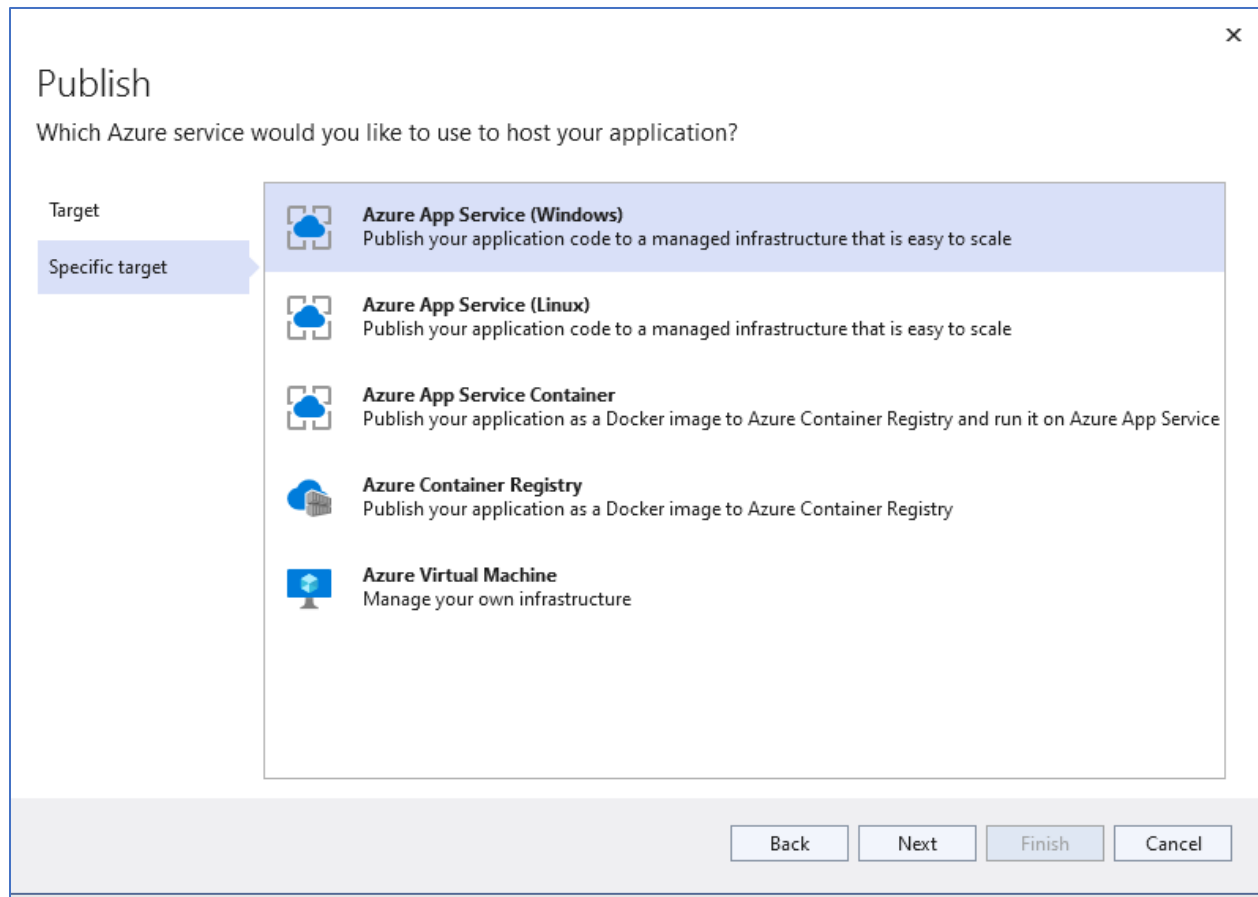 Publish
Which Azure service would you like to use to host your application?
Target
Specific target
Azure App Service (Windows)
Publish your application code to a managed infrastructure that is easy to scale
Azure App Service (Linux)
Publish your application code to a managed infrastructure that is easy to scale
Azure App Service Container
Publish your application as a Docker image to Azure Container Registry and run it on Azure App Service
Azure Container Registry
Publish your application as a Docker image to Azure Container Registry
Azure Virtual Machine
Manage your own infrastructure
Back Next Finish Cancel